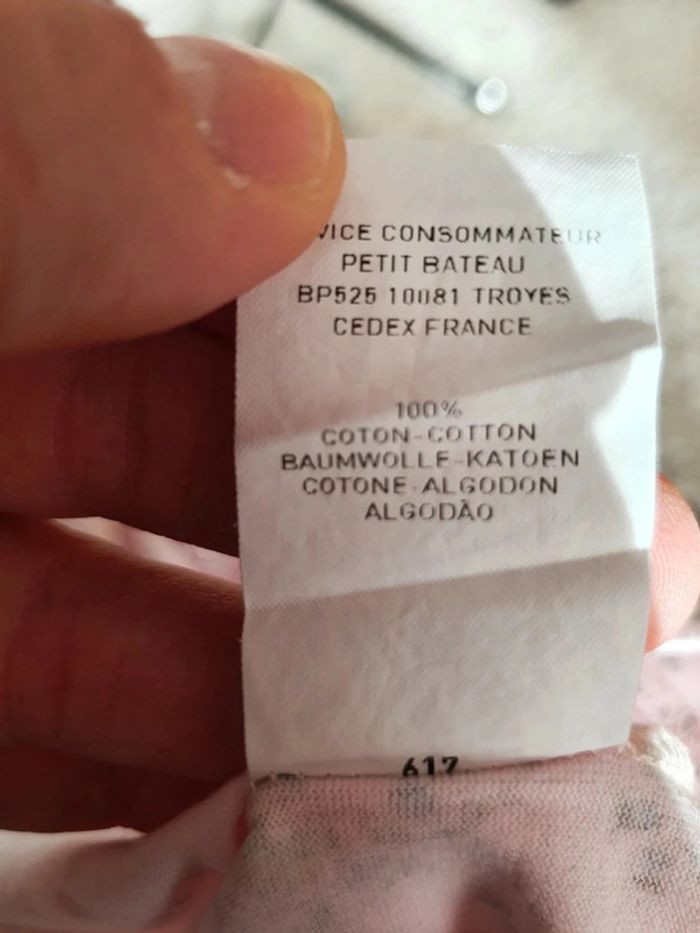 VICE CONSOMMATEUR
PETIT BATEAU
BP525 10081 TROYES
CEDEX FRANCE
100%
COTON-COTTON
BAUMWOLLE-KATOEN
COTONE-ALGODON
ALGODÃO
617